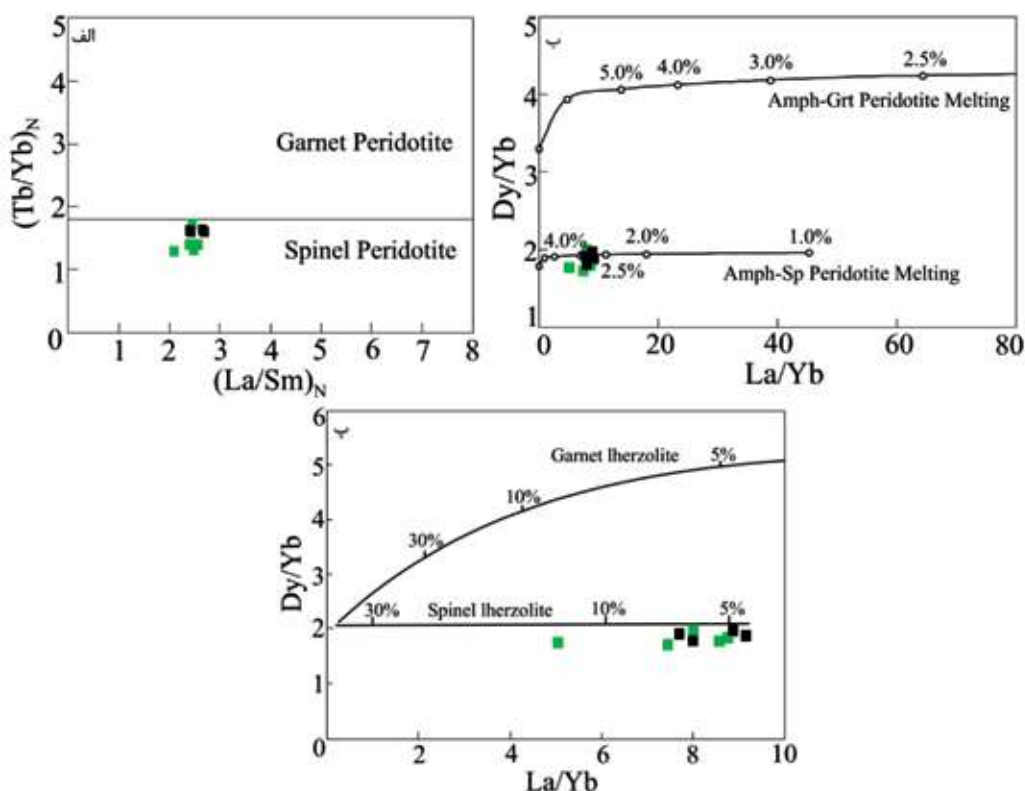 الف
5
4
3
2
1
0
(Tb/Yb)N
Garnet Peridotite
Spinel Peridotite
1 2 3 4 5 6 7 8
(La/Sm)N
ب
5
4
3
2
1
Dy/Yb
5.0% 4.0% 3.0% 2.5%
Amph-Grt Peridotite Melting
4.0% 2.0% 1.0%
2.5%
Amph-Sp Peridotite Melting
0 20 40 60 80
La/Yb
6
5
4
3
2
1
0
Dy/Yb
Garnet lherzolite
5%
10%
30%
30% Spinel lherzolite 10% 5%
2 4 6 8 10
La/Yb